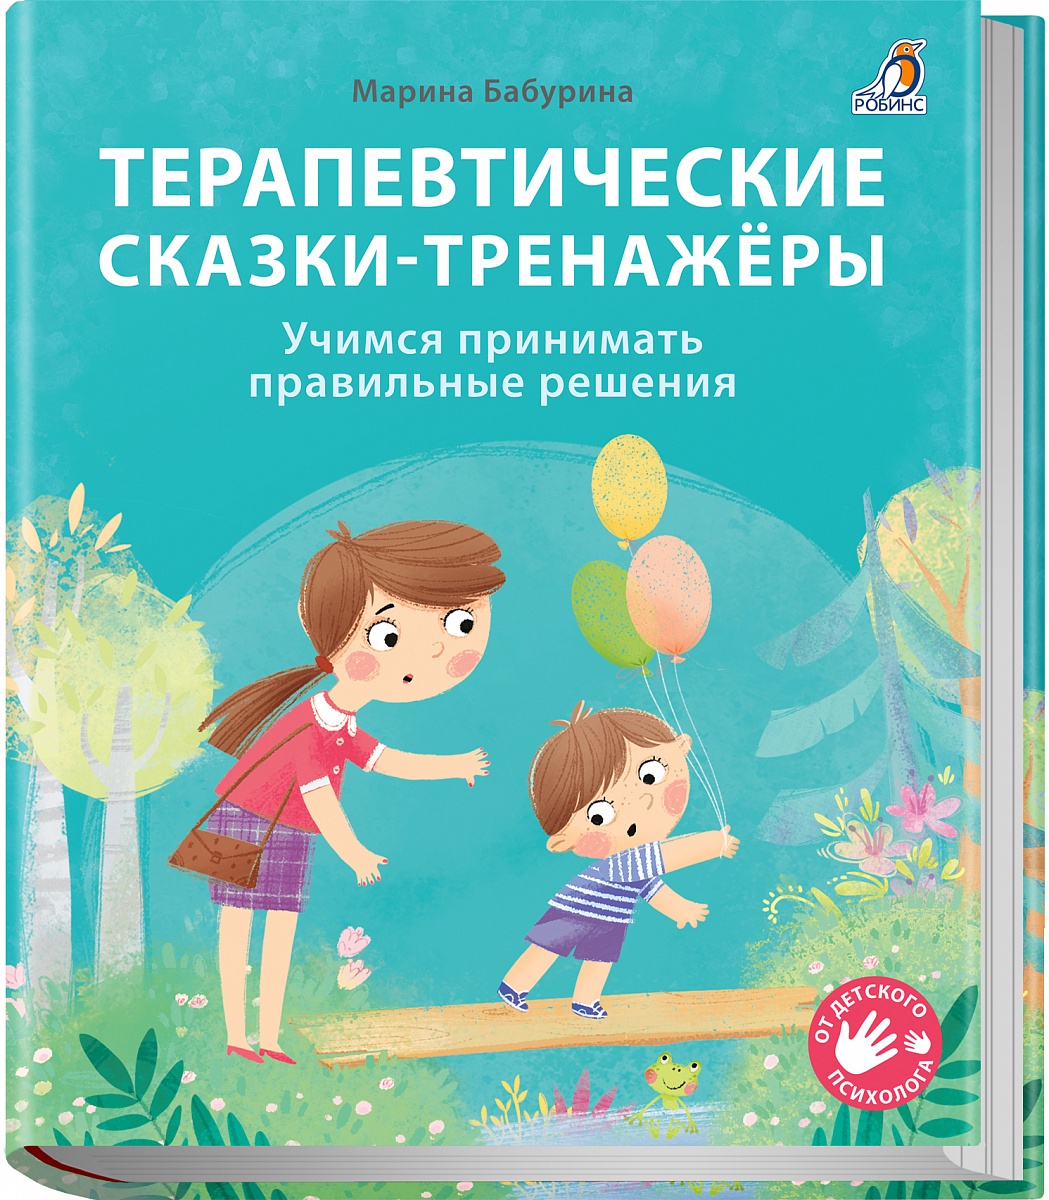 Марина Бабурина
РОБИНС
ТЕРАПЕВТИЧЕСКИЕ
СКАЗКИ-ТРЕНАЖЁРЫ
Учимся принимать
правильные решения
ОТ ДЕТСКОГО
ПСИХОЛОГА